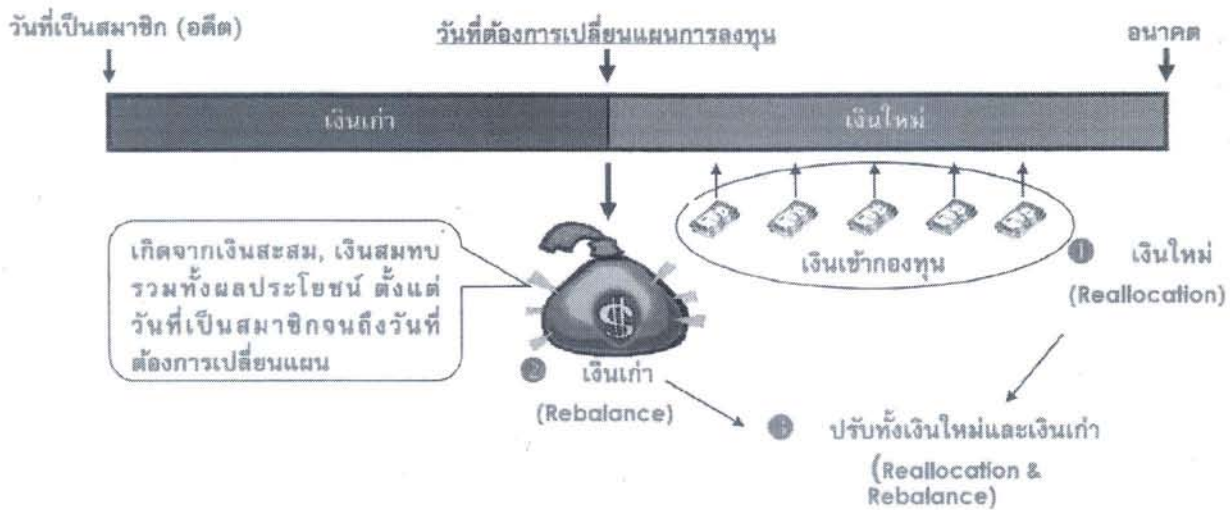 วันที่เป็นสมาชิก (อดีต)
วันที่ต้องการเปลี่ยนแผนการลงทุน
อนาคต
เงินเก่า
เงินใหม่
เกิดจากเงินสะสม, เงินสมทบ
รวมทั้งผลประโยชน์ ตั้งแต่
วันที่เป็นสมาชิกจนถึงวันที่
ต้องการเปลี่ยนแผน
$
เงินเข้ากองทุน
❶ เงินใหม่
(Reallocation)
❷ เงินเก่า
(Rebalance)
❸ ปรับทั้งเงินใหม่และเงินเก่า
(Reallocation &
Rebalance)